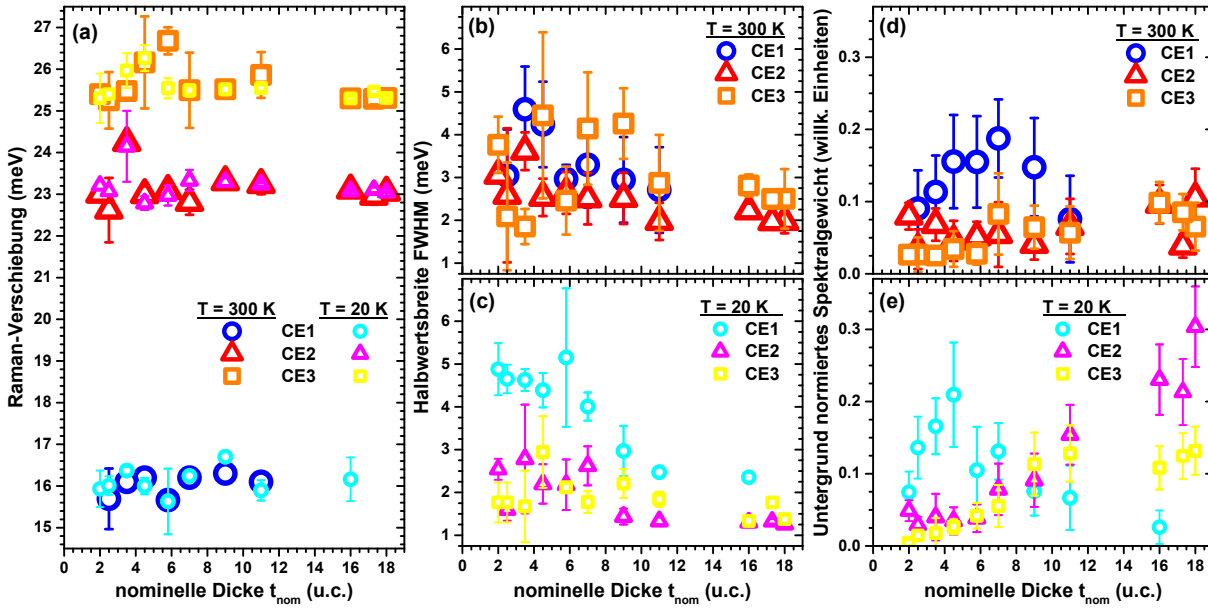 (a)
Raman-Verschiebung (meV)
27
26
25
24
23
22
21
20
19
18
17
16
15
T = 300 K T = 20 K
CE1
CE2
CE3
0 2 4 6 8 10 12 14 16 18
nominelle Dicke t_nom (u.c.)
Halbwertsbreite FWHM (meV)
(b)
T = 300 K
CE1
CE2
CE3
6
5
4
3
2
1
0
(c)
T = 20 K
CE1
CE2
CE3
6
5
4
3
2
1
0 2 4 6 8 10 12 14 16 18
nominelle Dicke t_nom (u.c.)
Untergrund normiertes Spektralgewicht (willk. Einheiten)
(d)
T = 300 K
CE1
CE2
CE3
0.3
0.2
0.1
0.0
(e)
T = 20 K
CE1
CE2
CE3
0.3
0.2
0.1
0.0
0 2 4 6 8 10 12 14 16 18
nominelle Dicke t_nom (u.c.)